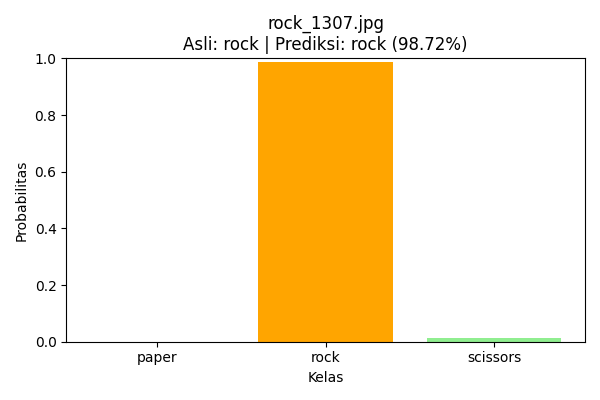 rock_1307.jpg
Asli: rock | Prediksi: rock (98.72%)
1.0
0.8
0.6
0.4
0.2
0.0
Probabilitas
paper rock scissors
Kelas